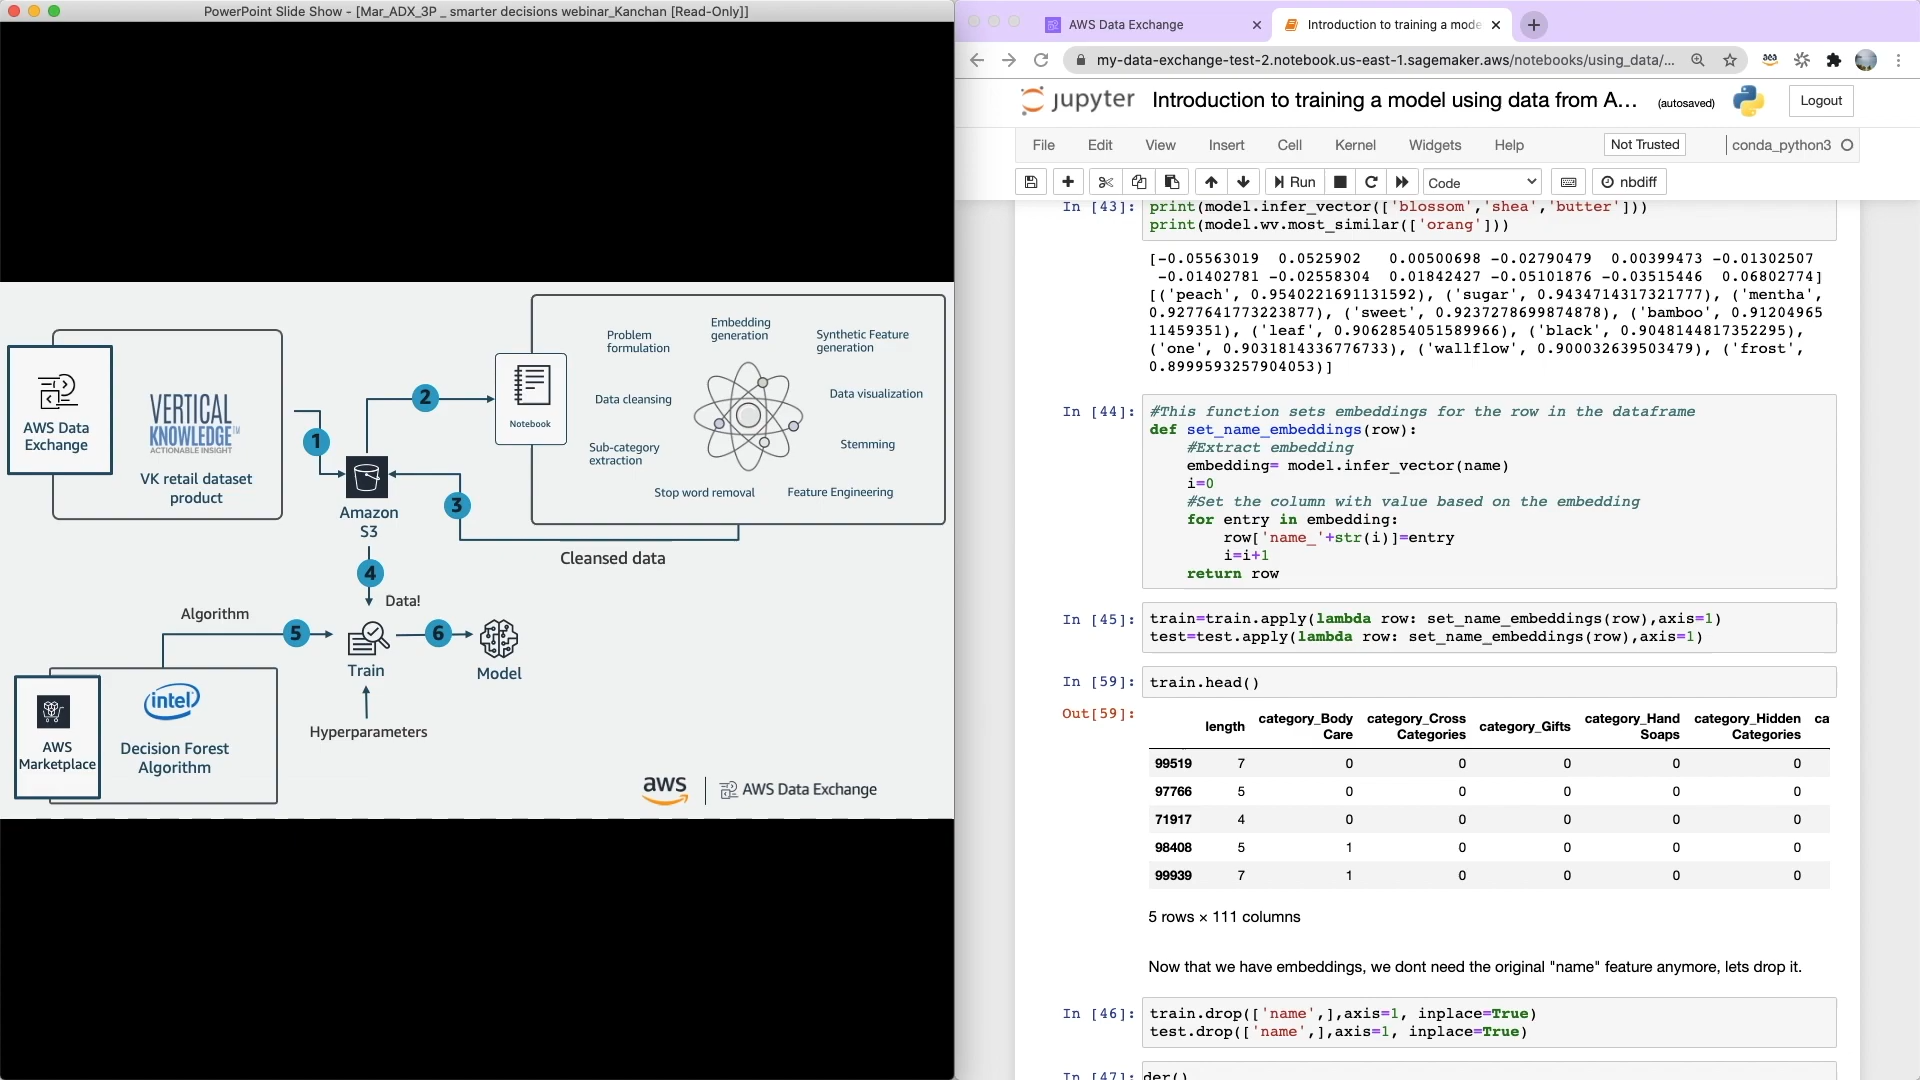 PowerPoint Slide Show - [Mar_ADX_3P _ smarter decisions webinar_Kanchan [Read-Only]]
AWS Data
Exchange
VERTICAL
KNOWLEDGE™
ACTIONABLE INSIGHT
VK retail dataset
product
1
2
3
4
5
6
Amazon
S3
Notebook
Problem
formulation
Embedding
generation
Synthetic Feature
generation
Data cleansing
Data visualization
Sub-category
extraction
Stemming
Stop word removal
Feature Engineering
Cleansed data
Data!
Algorithm
Train
Model
Hyperparameters
AWS
Marketplace
intel
Decision Forest
Algorithm
aws
AWS Data Exchange
AWS Data Exchange
Introduction to training a mode
my-data-exchange-test-2.notebook.us-east-1.sagemaker.aws/notebooks/using_data/...
jupyter
Introduction to training a model using data from A...
(autosaved)
Logout
File Edit View Insert Cell Kernel Widgets Help
Not Trusted
conda_python3
Run
Code
nbdiff
In [43]:
print(model.infer_vector(['blossom','shea','butter']))
print(model.wv.most_similar(['orang']))
[-0.05563019 0.0525902 0.00500698 -0.02790479 0.00399473 -0.01302507
-0.01402781 -0.02558304 0.01842427 -0.05101876 -0.03515446 0.06802774]
[('peach', 0.9540221691131592), ('sugar', 0.9434714317321777), ('mentha',
0.9277641773223877), ('sweet', 0.9237278699874878), ('bamboo', 0.91204965
11459351), ('leaf', 0.9062854051589966), ('black', 0.9048144817352295),
('one', 0.9031814336776733), ('wallflow', 0.900032639503479), ('frost',
0.8999593257904053)]
In [44]:
#This function sets embeddings for the row in the dataframe
def set_name_embeddings(row):
#Extract embedding
embedding= model.infer_vector(name)
i=0
#Set the column with value based on the embedding
for entry in embedding:
row['name_'+str(i)]=entry
i=i+1
return row
In [45]:
train=train.apply(lambda row: set_name_embeddings(row),axis=1)
test=test.apply(lambda row: set_name_embeddings(row),axis=1)
In [59]:
train.head()
Out[59]:
length category_Body Care category_Cross Categories category_Gifts category_Hand Soaps category_Hidden Categories ca
99519 7 0 0 0 0 0
97766 5 0 0 0 0 0
71917 4 0 0 0 0 0
98408 5 1 0 0 0 0
99939 7 1 0 0 0 0
5 rows × 111 columns
Now that we have embeddings, we dont need the original "name" feature anymore, lets drop it.
In [46]:
train.drop(['name',],axis=1, inplace=True)
test.drop(['name',],axis=1, inplace=True)
In [47]:
der()